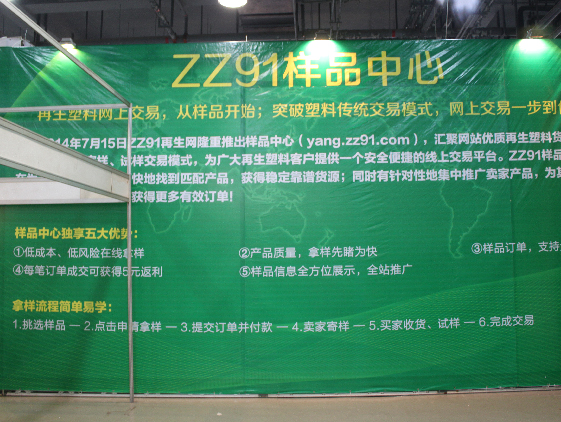 ZZ91样品中心
再生塑料网上交易，从样品开始；突破塑料传统交易模式，网上交易一步到
14年7月15日ZZ91再生网隆重推出样品中心（yang.zz91.com），汇聚网站优质再生塑料货
样、试样交易模式，为广大再生塑料客户提供一个安全便捷的线上交易平台。ZZ91样品
快地找到匹配产品，获得稳定靠谱货源；同时有针对性地集中推广卖家产品，为其
获得更多有效订单！
样品中心独享五大优势：
①低成本、低风险在线拿样 ②产品质量，拿样先睹为快 ③样品订单，支持
④每笔订单成交可获得5元返利 ⑤样品信息全方位展示，全站推广
拿样流程简单易学：
1.挑选样品 — 2.点击申请拿样 — 3.提交订单并付款 — 4.卖家寄样 — 5.买家收货、试样 — 6.完成交易